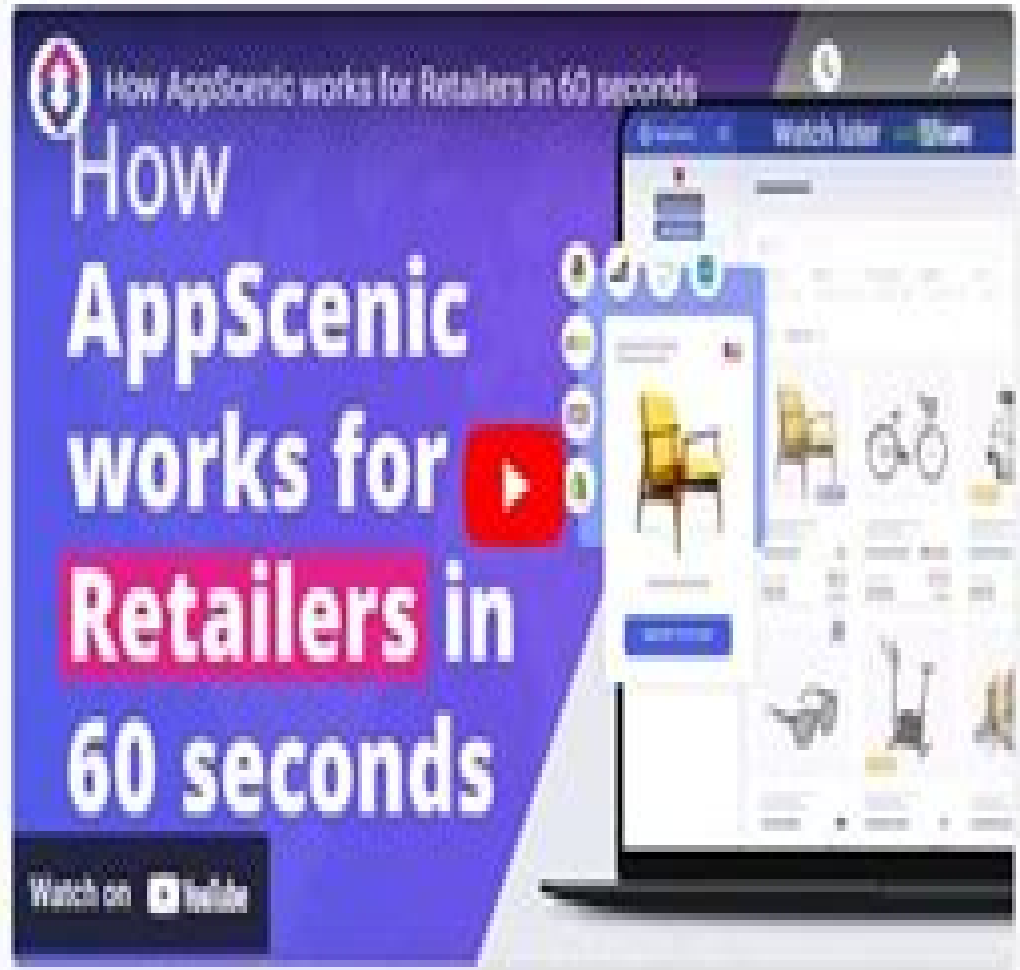 How AppScenic works for Retailers in 60 seconds
Watch later
Share
How
AppScenic
works for
Retailers in
60 seconds
Watch on YouTube